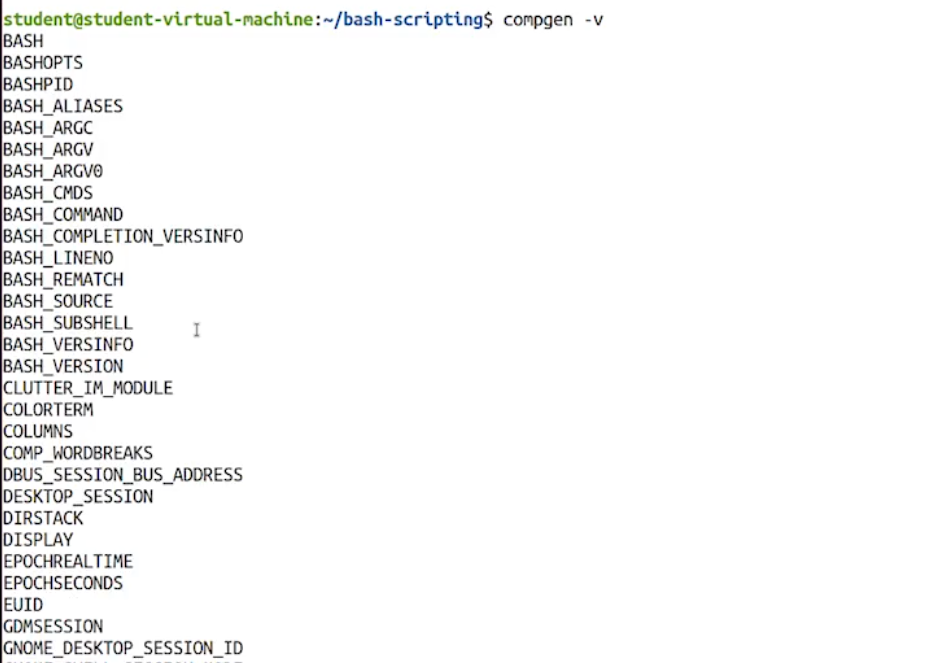 student@student-virtual-machine:~/bash-scripting$ compgen -v
BASH
BASHOPTS
BASHPID
BASH_ALIASES
BASH_ARGC
BASH_ARGV
BASH_ARGV0
BASH_CMDS
BASH_COMMAND
BASH_COMPLETION_VERSINFO
BASH_LINENO
BASH_REMATCH
BASH_SOURCE
BASH_SUBSHELL
BASH_VERSINFO
BASH_VERSION
CLUTTER_IM_MODULE
COLORTERM
COLUMNS
COMP_WORDBREAKS
DBUS_SESSION_BUS_ADDRESS
DESKTOP_SESSION
DIRSTACK
DISPLAY
EPOCHREALTIME
EPOCHSECONDS
EUID
GDMSESSION
GNOME_DESKTOP_SESSION_ID